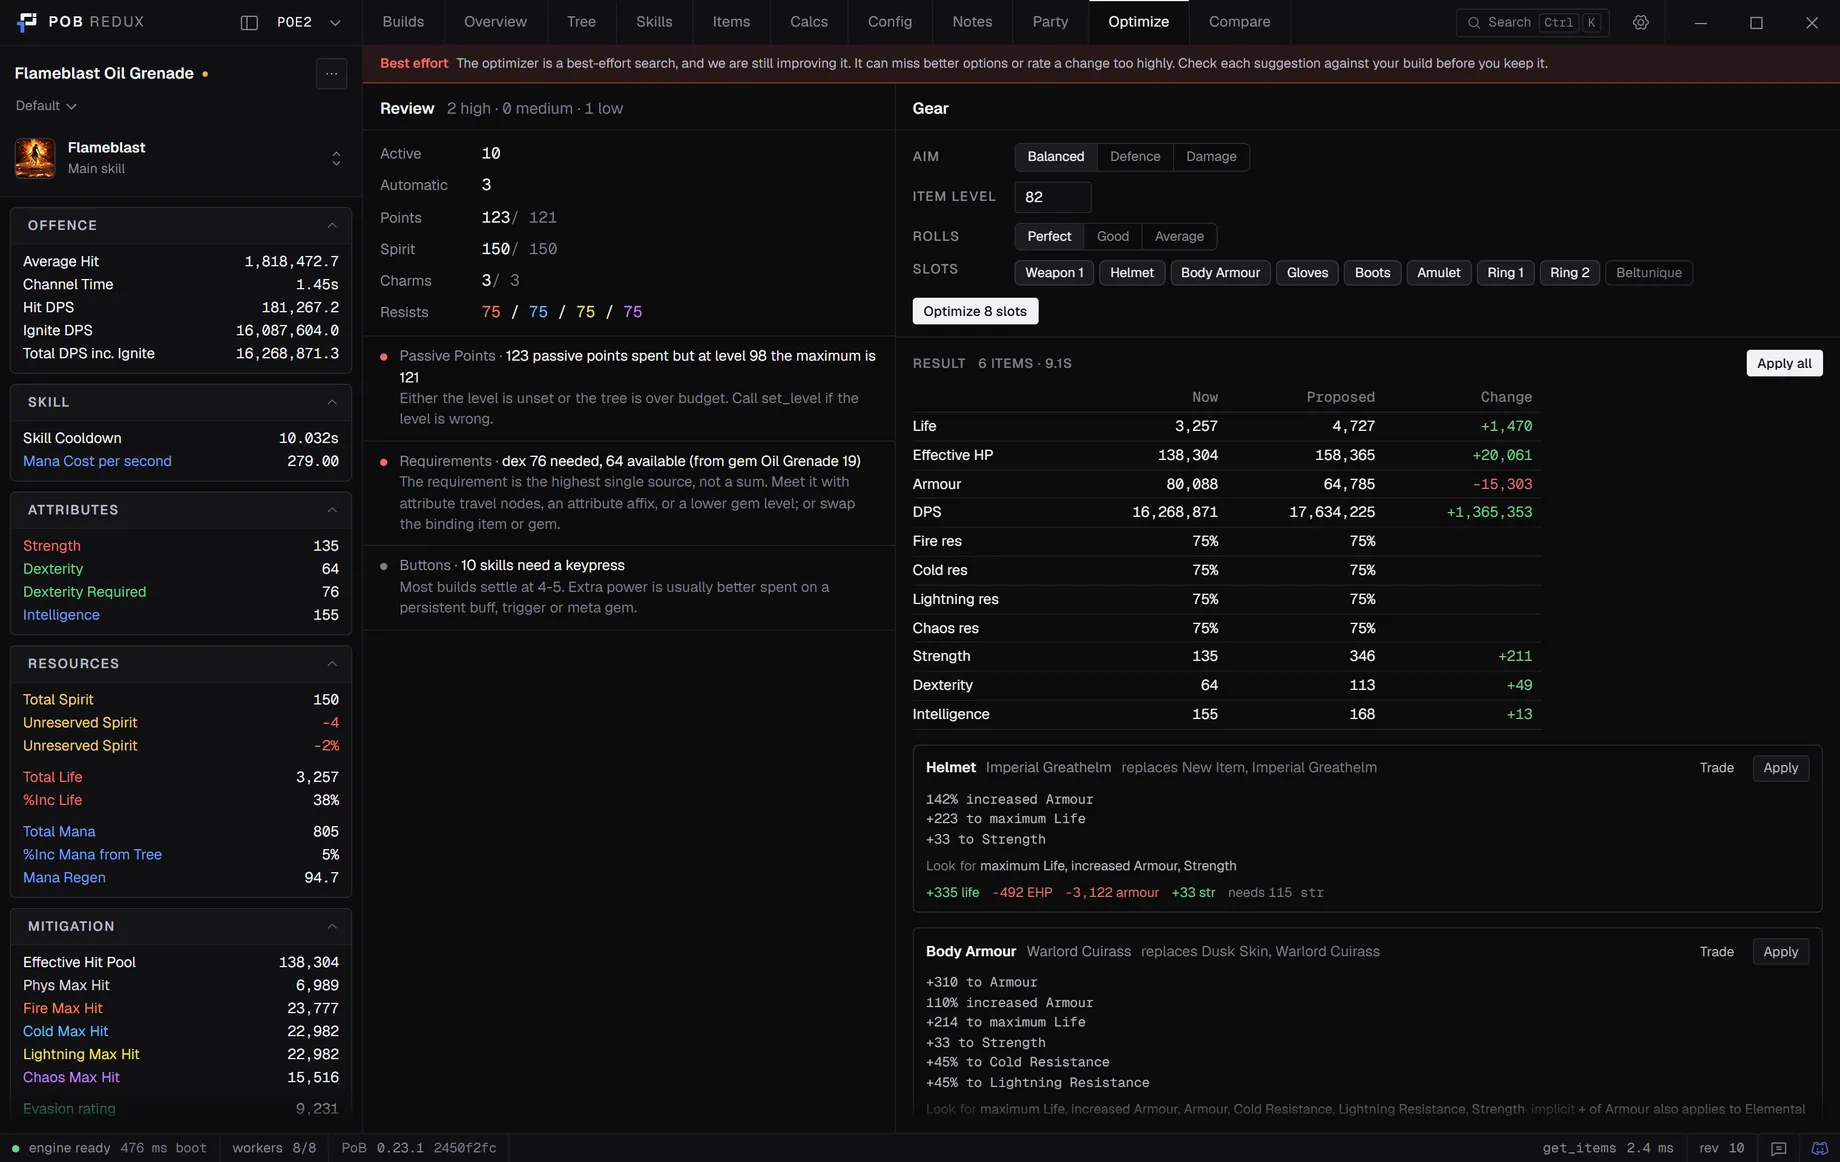 POB REDUX
POE2
Builds
Overview
Tree
Skills
Items
Calcs
Config
Notes
Party
Optimize
Compare
Search Ctrl K
Best effort The optimizer is a best-effort search, and we are still improving it. It can miss better options or rate a change too highly. Check each suggestion against your build before you keep it.
Flameblast Oil Grenade
Default
Flameblast
Main skill
OFFENCE
Average Hit 1,818,472.7
Channel Time 1.45s
Hit DPS 181,267.2
Ignite DPS 16,087,604.0
Total DPS inc. Ignite 16,268,871.3
SKILL
Skill Cooldown 10.032s
Mana Cost per second 279.00
ATTRIBUTES
Strength 135
Dexterity 64
Dexterity Required 76
Intelligence 155
RESOURCES
Total Spirit 150
Unreserved Spirit -4
Unreserved Spirit -2%
Total Life 3,257
%Inc Life 38%
Total Mana 805
%Inc Mana from Tree 5%
Mana Regen 94.7
MITIGATION
Effective Hit Pool 138,304
Phys Max Hit 6,989
Fire Max Hit 23,777
Cold Max Hit 22,982
Lightning Max Hit 22,982
Chaos Max Hit 15,516
Evasion rating 9,231
Review 2 high · 0 medium · 1 low
Active 10
Automatic 3
Points 123/ 121
Spirit 150/ 150
Charms 3/ 3
Resists 75 / 75 / 75 / 75
Passive Points · 123 passive points spent but at level 98 the maximum is
121
Either the level is unset or the tree is over budget. Call set_level if the
level is wrong.
Requirements · dex 76 needed, 64 available (from gem Oil Grenade 19)
The requirement is the highest single source, not a sum. Meet it with
attribute travel nodes, an attribute affix, or a lower gem level; or swap
the binding item or gem.
Buttons · 10 skills need a keypress
Most builds settle at 4-5. Extra power is usually better spent on a
persistent buff, trigger or meta gem.
Gear
AIM Balanced Defence Damage
ITEM LEVEL 82
ROLLS Perfect Good Average
SLOTS Weapon 1 Helmet Body Armour Gloves Boots Amulet Ring 1 Ring 2 Beltunique
Optimize 8 slots
RESULT 6 ITEMS · 9.1S Apply all
Now Proposed Change
Life 3,257 4,727 +1,470
Effective HP 138,304 158,365 +20,061
Armour 80,088 64,785 -15,303
DPS 16,268,871 17,634,225 +1,365,353
Fire res 75% 75%
Cold res 75% 75%
Lightning res 75% 75%
Chaos res 75% 75%
Strength 135 346 +211
Dexterity 64 113 +49
Intelligence 155 168 +13
Helmet Imperial Greathelm replaces New Item, Imperial Greathelm Trade Apply
142% increased Armour
+223 to maximum Life
+33 to Strength
Look for maximum Life, increased Armour, Strength
+335 life -492 EHP -3,122 armour +33 str needs 115 str
Body Armour Warlord Cuirass replaces Dusk Skin, Warlord Cuirass Trade Apply
+310 to Armour
110% increased Armour
+214 to maximum Life
+33 to Strength
+45% to Cold Resistance
+45% to Lightning Resistance
Look for maximum Life, increased Armour, Armour, Cold Resistance, Lightning Resistance, Strength· implicit + of Armour also applies to Elemental
engine ready 476 ms boot
workers 8/8
PoB 0.23.1 2450f2fc
get_items 2.4 ms
rev 10